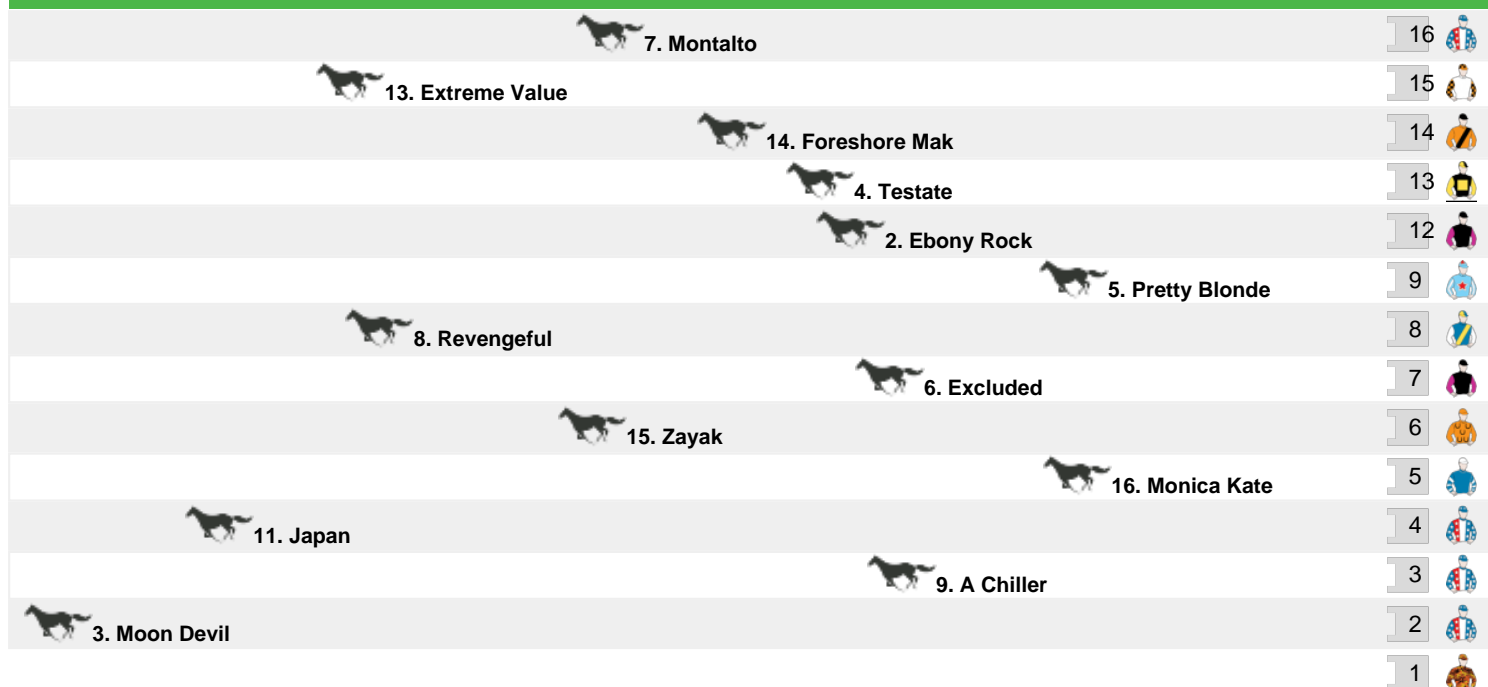 7. Montalto 16
13. Extreme Value 15
14. Foreshore Mak 14
4. Testate 13
2. Ebony Rock 12
5. Pretty Blonde 9
8. Revengeful 8
6. Excluded 7
15. Zayak 6
16. Monica Kate 5
11. Japan 4
9. A Chiller 3
3. Moon Devil 2
1